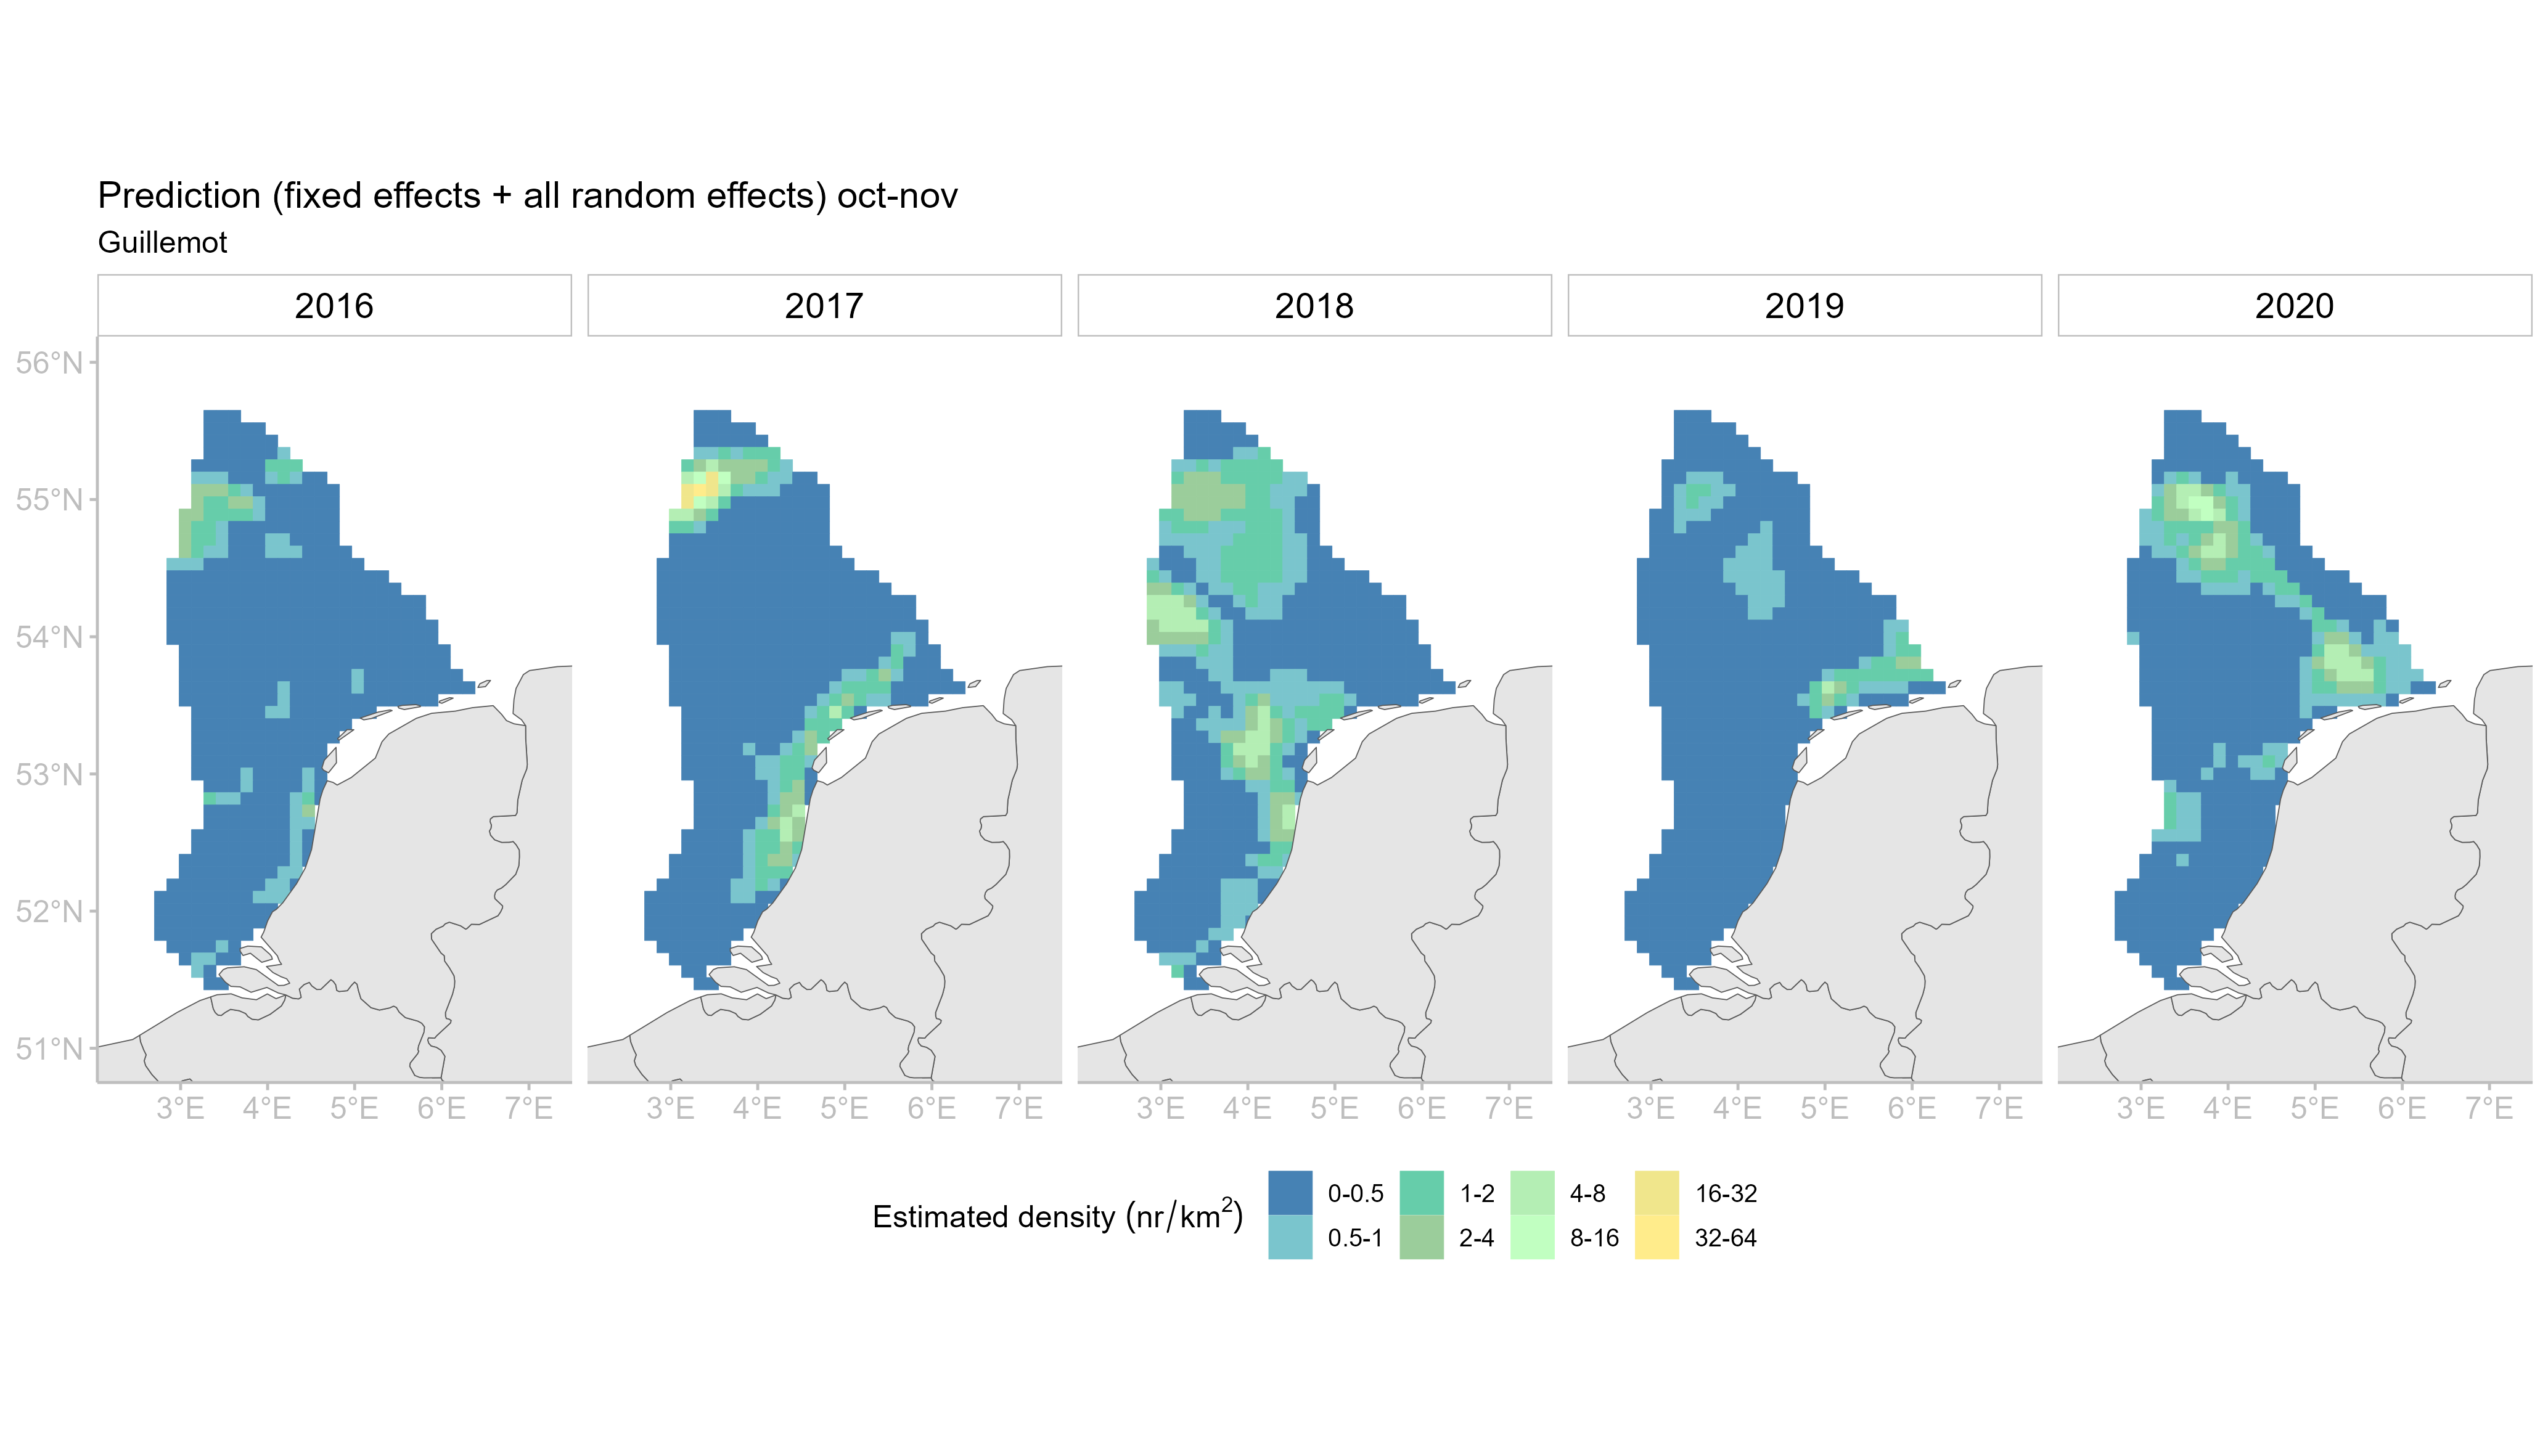 Prediction (fixed effects + all random effects) oct-nov
Guillemot
2016 2017 2018 2019 2020
56°N
55°N
54°N
53°N
52°N
51°N
3°E 4°E 5°E 6°E 7°E 3°E 4°E 5°E 6°E 7°E 3°E 4°E 5°E 6°E 7°E 3°E 4°E 5°E 6°E 7°E 3°E 4°E 5°E 6°E 7°E
Estimated density (nr/km²)
0-0.5 1-2 4-8 16-32
0.5-1 2-4 8-16 32-64